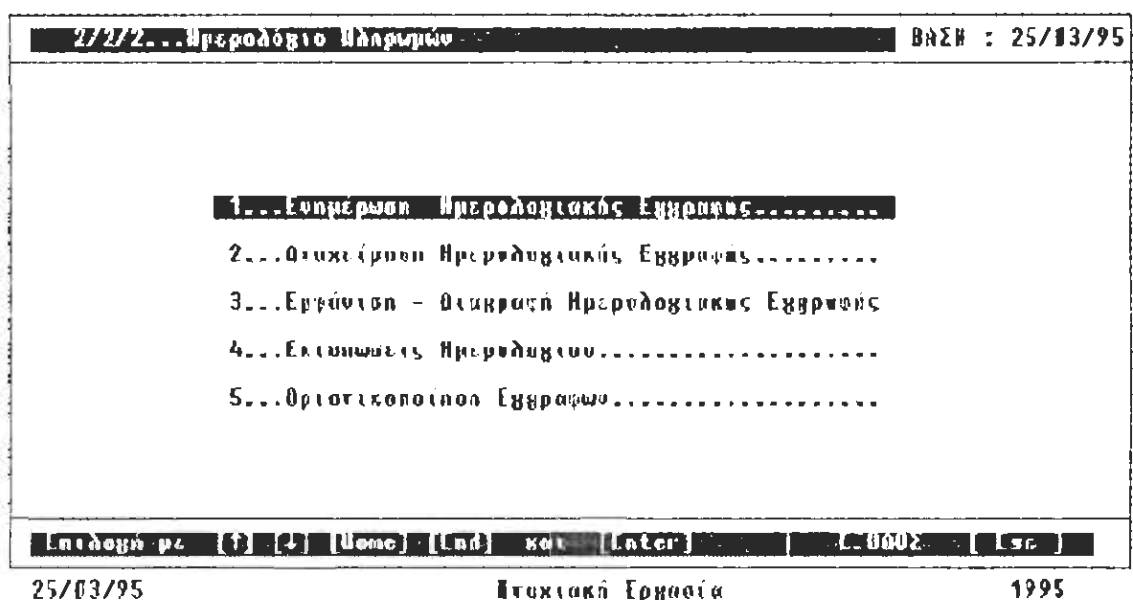 2/2/2...Ημερολόγιο Πληρωμών ΒΑΣΗ : 25/03/95
1...Ενημέρωση Ημερολογιακής Εγγραφής.........
2...Διαχείριση Ημερολογιακής Εγγραφής.........
3...Εμφάνιση - Διαγραφή Ημερολογιακής Εγγραφής
4...Εκτυπώσεις Ημερολογίου....................
5...Οριστικοποίηση Εγγραφών...................
Επιλογή με [↑] [↓] [Home] [End] και [Enter] ΕΞΟΔΟΣ [ Esc ]
25/03/95 Πτυχιακή Εργασία 1995